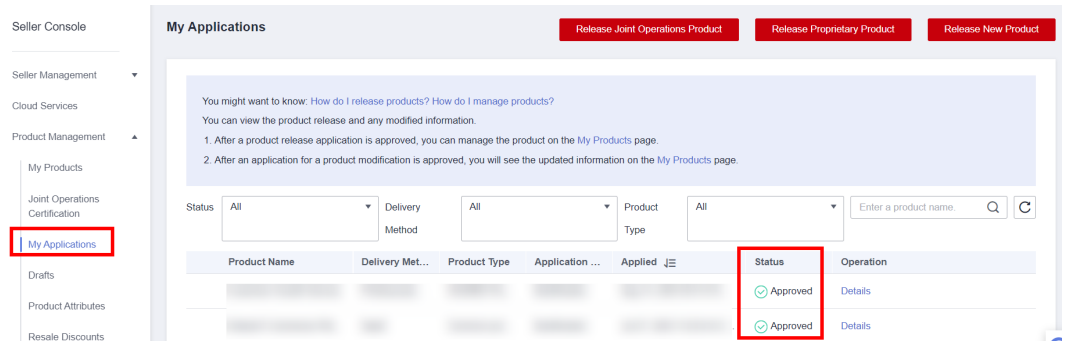 Seller Console
My Applications
Release Joint Operations Product
Release Proprietary Product
Release New Product
Seller Management
Cloud Services
Product Management
My Products
Joint Operations
Certification
My Applications
Drafts
Product Attributes
Resale Discounts
You might want to know: How do I release products? How do I manage products?
You can view the product release and any modified information.
1. After a product release application is approved, you can manage the product on the My Products page.
2. After an application for a product modification is approved, you will see the updated information on the My Products page.
Status All Delivery Method All Product Type All Enter a product name.
Product Name Delivery Met... Product Type Application ... Applied Status Operation
Approved Details
Approved Details